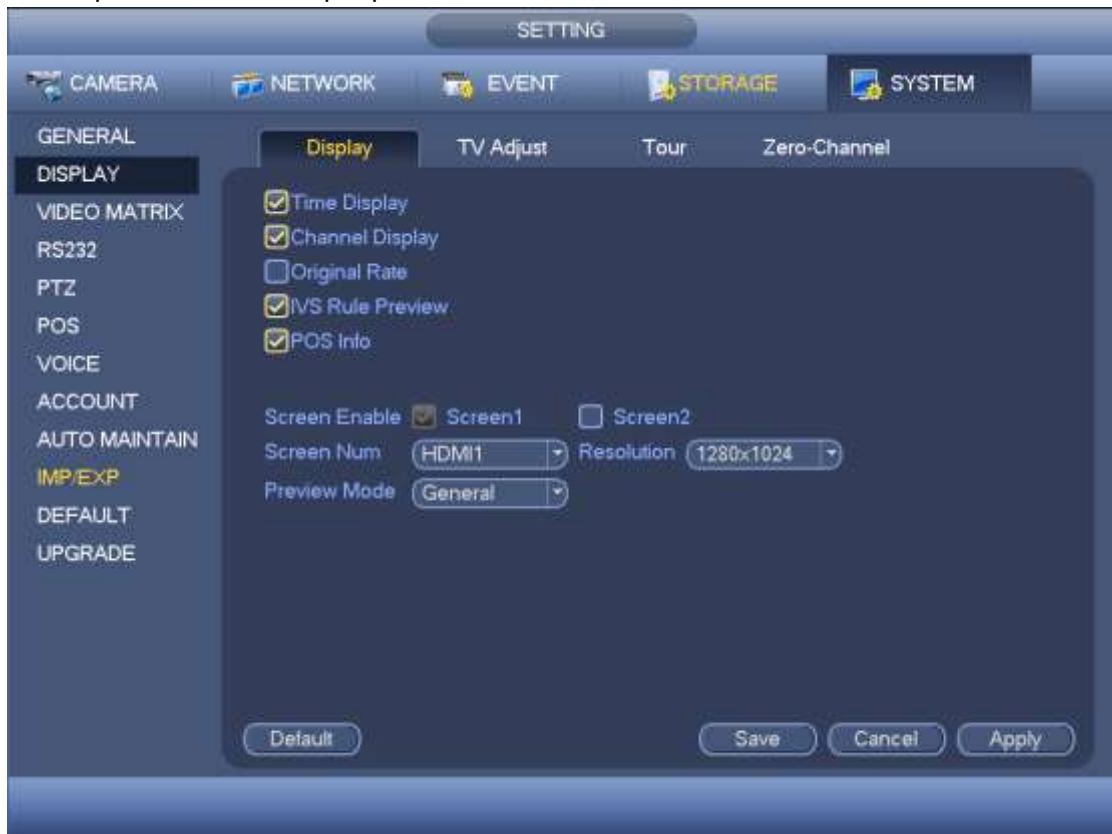 SETTING
CAMERA NETWORK EVENT STORAGE SYSTEM
GENERAL
DISPLAY
VIDEO MATRIX
RS232
PTZ
POS
VOICE
ACCOUNT
AUTO MAINTAIN
IMP/EXP
DEFAULT
UPGRADE
Display TV Adjust Tour Zero-Channel
Time Display
Channel Display
Original Rate
IVS Rule Preview
POS Info
Screen Enable Screen1 Screen2
Screen Num HDMI1 Resolution 1280x1024
Preview Mode General
Default Save Cancel Apply